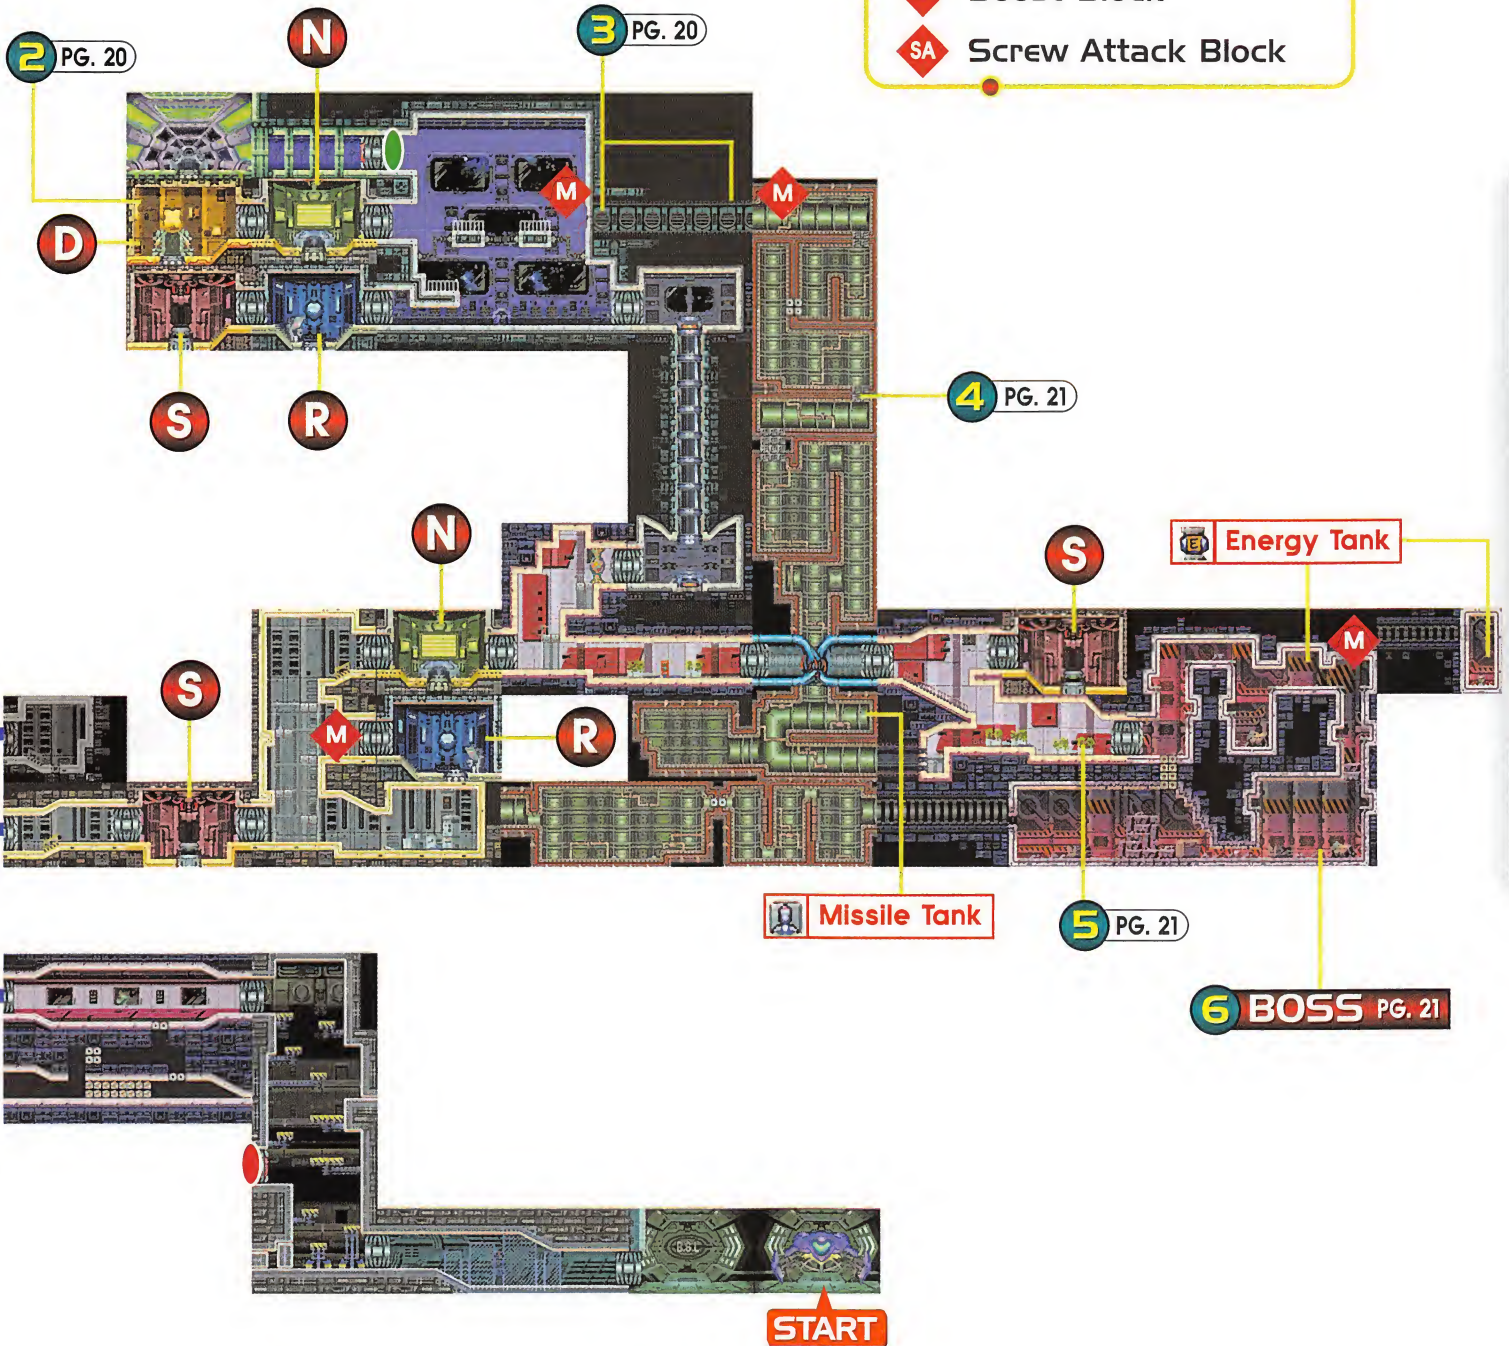 SA Screw Attack Block
2 PG. 20
N
3 PG. 20
M
M
D
S
R
4 PG. 21
N
S
E Energy Tank
M
S
M
R
Missile Tank
5 PG. 21
6 BOSS PG. 21
B.S.L
START